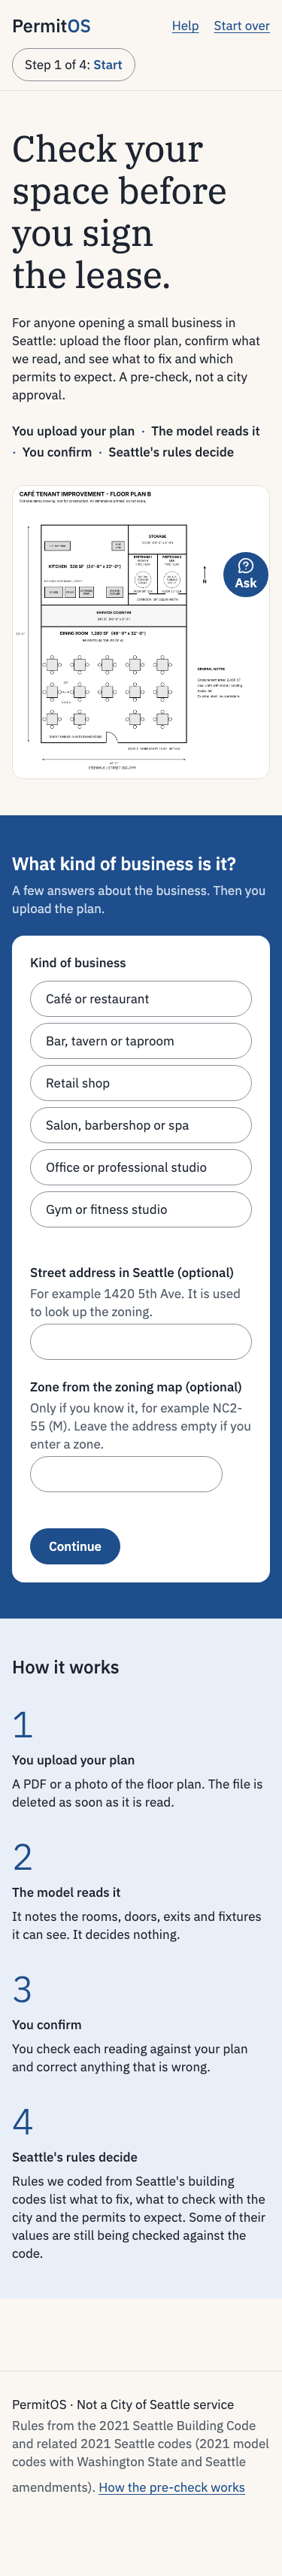 PermitOS
Help
Start over
Step 1 of 4: Start
Check your
space before
you sign
the lease.
For anyone opening a small business in
Seattle: upload the floor plan, confirm what
we read, and see what to fix and which
permits to expect. A pre-check, not a city
approval.
You upload your plan · The model reads it
· You confirm · Seattle's rules decide
CAFÉ TENANT IMPROVEMENT - FLOOR PLAN B
STORAGE
KITCHEN
SERVICE COUNTER
DINING ROOM
N
GENERAL NOTES
Ask
What kind of business is it?
A few answers about the business. Then you
upload the plan.
Kind of business
Café or restaurant
Bar, tavern or taproom
Retail shop
Salon, barbershop or spa
Office or professional studio
Gym or fitness studio
Street address in Seattle (optional)
For example 1420 5th Ave. It is used
to look up the zoning.
Zone from the zoning map (optional)
Only if you know it, for example NC2-
55 (M). Leave the address empty if you
enter a zone.
Continue
How it works
1
You upload your plan
A PDF or a photo of the floor plan. The file is
deleted as soon as it is read.
2
The model reads it
It notes the rooms, doors, exits and fixtures
it can see. It decides nothing.
3
You confirm
You check each reading against your plan
and correct anything that is wrong.
4
Seattle's rules decide
Rules we coded from Seattle's building
codes list what to fix, what to check with the
city and the permits to expect. Some of their
values are still being checked against the
code.
PermitOS · Not a City of Seattle service
Rules from the 2021 Seattle Building Code
and related 2021 Seattle codes (2021 model
codes with Washington State and Seattle
amendments). How the pre-check works